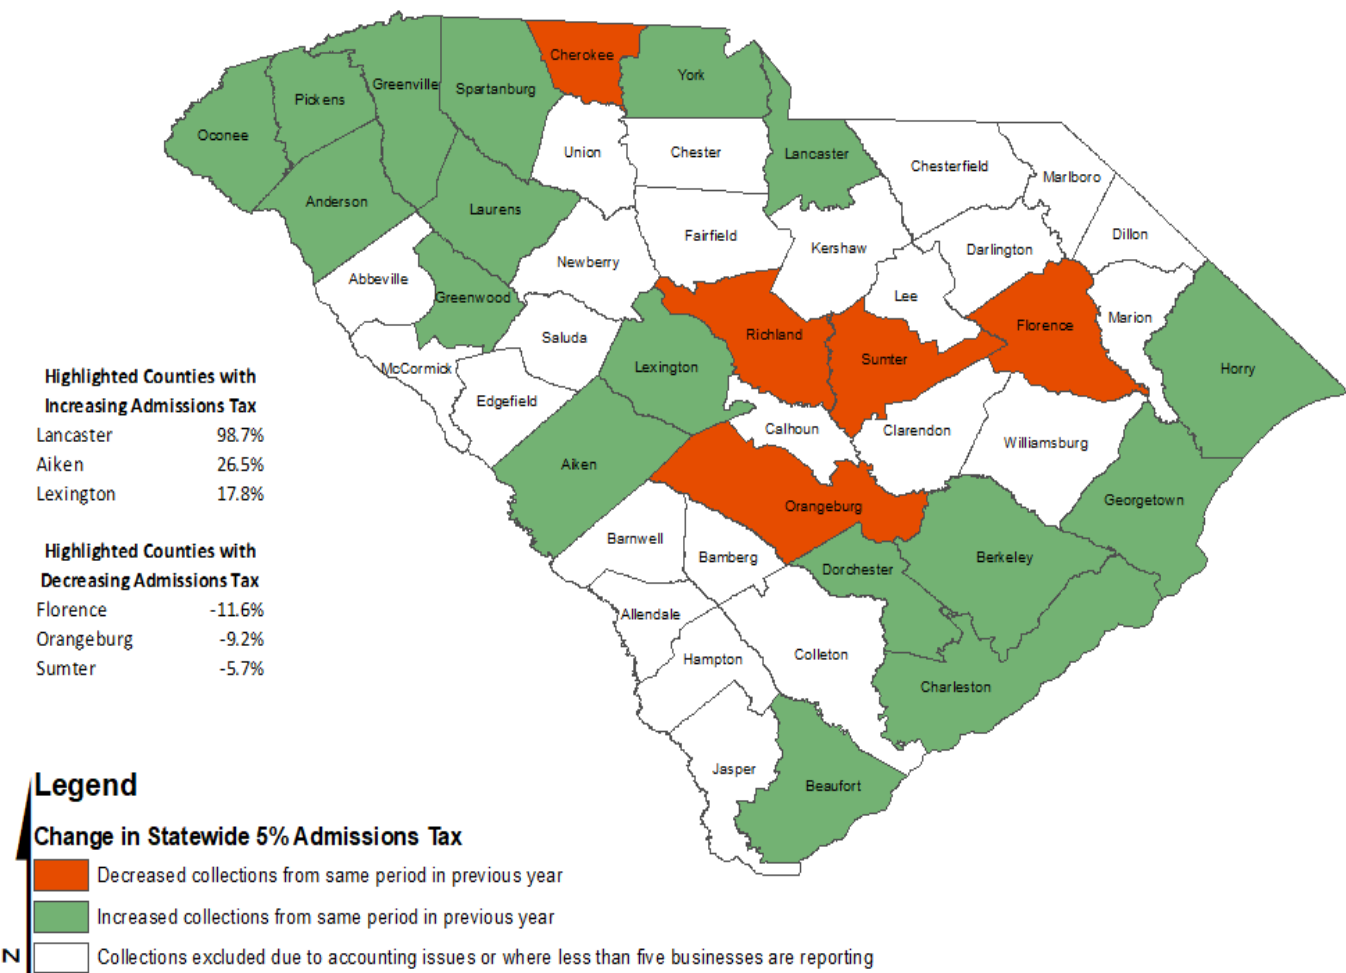 Cherokee
York
Greenville
Spartanburg
Pickens
Oconee
Union
Chester
Lancaster
Chesterfield
Marlboro
Anderson
Laurens
Fairfield
Kershaw
Darlington
Dillon
Newberry
Abbeville
Greenwood
Lee
Marion
Florence
Richland
Saluda
Sumter
Lexington
McCormick
Horry
Edgefield
Calhoun
Clarendon
Williamsburg
Aiken
Orangeburg
Georgetown
Barnwell
Bamberg
Berkeley
Dorchester
Allendale
Hampton
Colleton
Charleston
Jasper
Beaufort
Highlighted Counties with
Increasing Admissions Tax
Lancaster 98.7%
Aiken 26.5%
Lexington 17.8%
Highlighted Counties with
Decreasing Admissions Tax
Florence -11.6%
Orangeburg -9.2%
Sumter -5.7%
Legend
Change in Statewide 5% Admissions Tax
Decreased collections from same period in previous year
Increased collections from same period in previous year
Collections excluded due to accounting issues or where less than five businesses are reporting
N